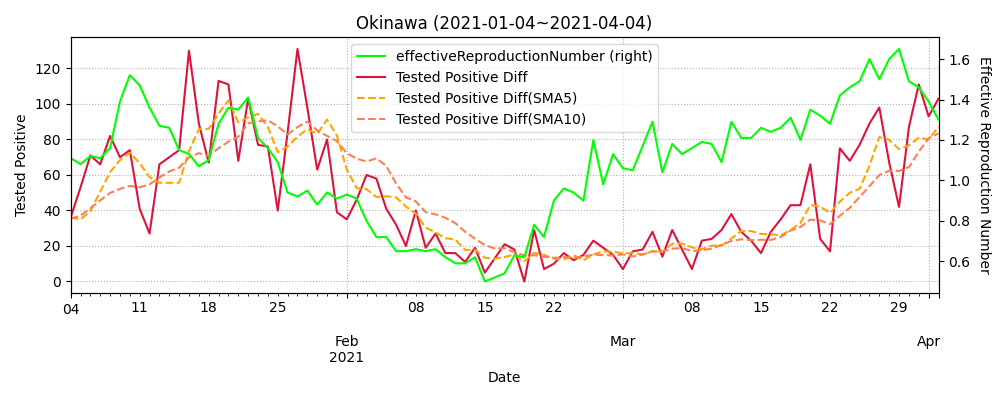 Okinawa (2021-01-04~2021-04-04)
effectiveReproductionNumber (right)
Tested Positive Diff
Tested Positive Diff(SMA5)
Tested Positive Diff(SMA10)
Tested Positive
120
100
80
60
40
20
0
1.6
1.4
1.2
1.0
0.8
0.6
Effective Reproduction Number
04 11 18 25 08 15 22 08 15 22 29
Feb Mar Apr
2021
Date